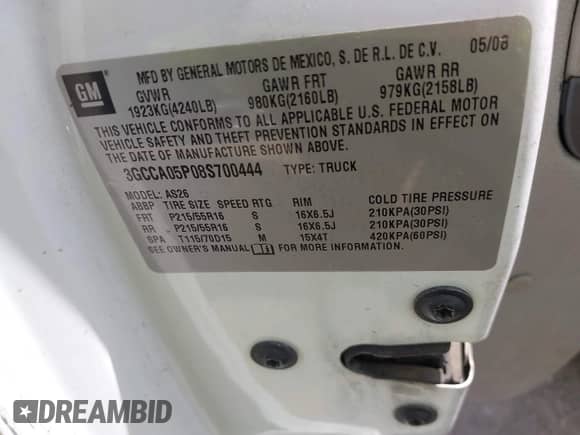 GM
MFD BY GENERAL MOTORS DE MEXICO, S. DE R.L. DE C.V. 05/08
GVWR GAWR FRT GAWR RR
1923KG(4240LB) 980KG(2160LB) 979KG(2158LB)
THIS VEHICLE CONFORMS TO ALL APPLICABLE U.S. FEDERAL MOTOR
VEHICLE SAFETY AND THEFT PREVENTION STANDARDS IN EFFECT ON
THE DATE OF MANUFACTURE SHOWN ABOVE.
3GCCA05P08S700444 TYPE: TRUCK
MODEL: AS26
ABBP TIRE SIZE SPEED RTG RIM COLD TIRE PRESSURE
FRT P215/55R16 S 16X6.5J 210KPA(30PSI)
RR P215/55R16 S 16X6.5J 210KPA(30PSI)
SPA T115/70D15 M 15X4T 420KPA(60PSI)
SEE OWNER'S MANUAL FOR MORE INFORMATION.
DREAMBID